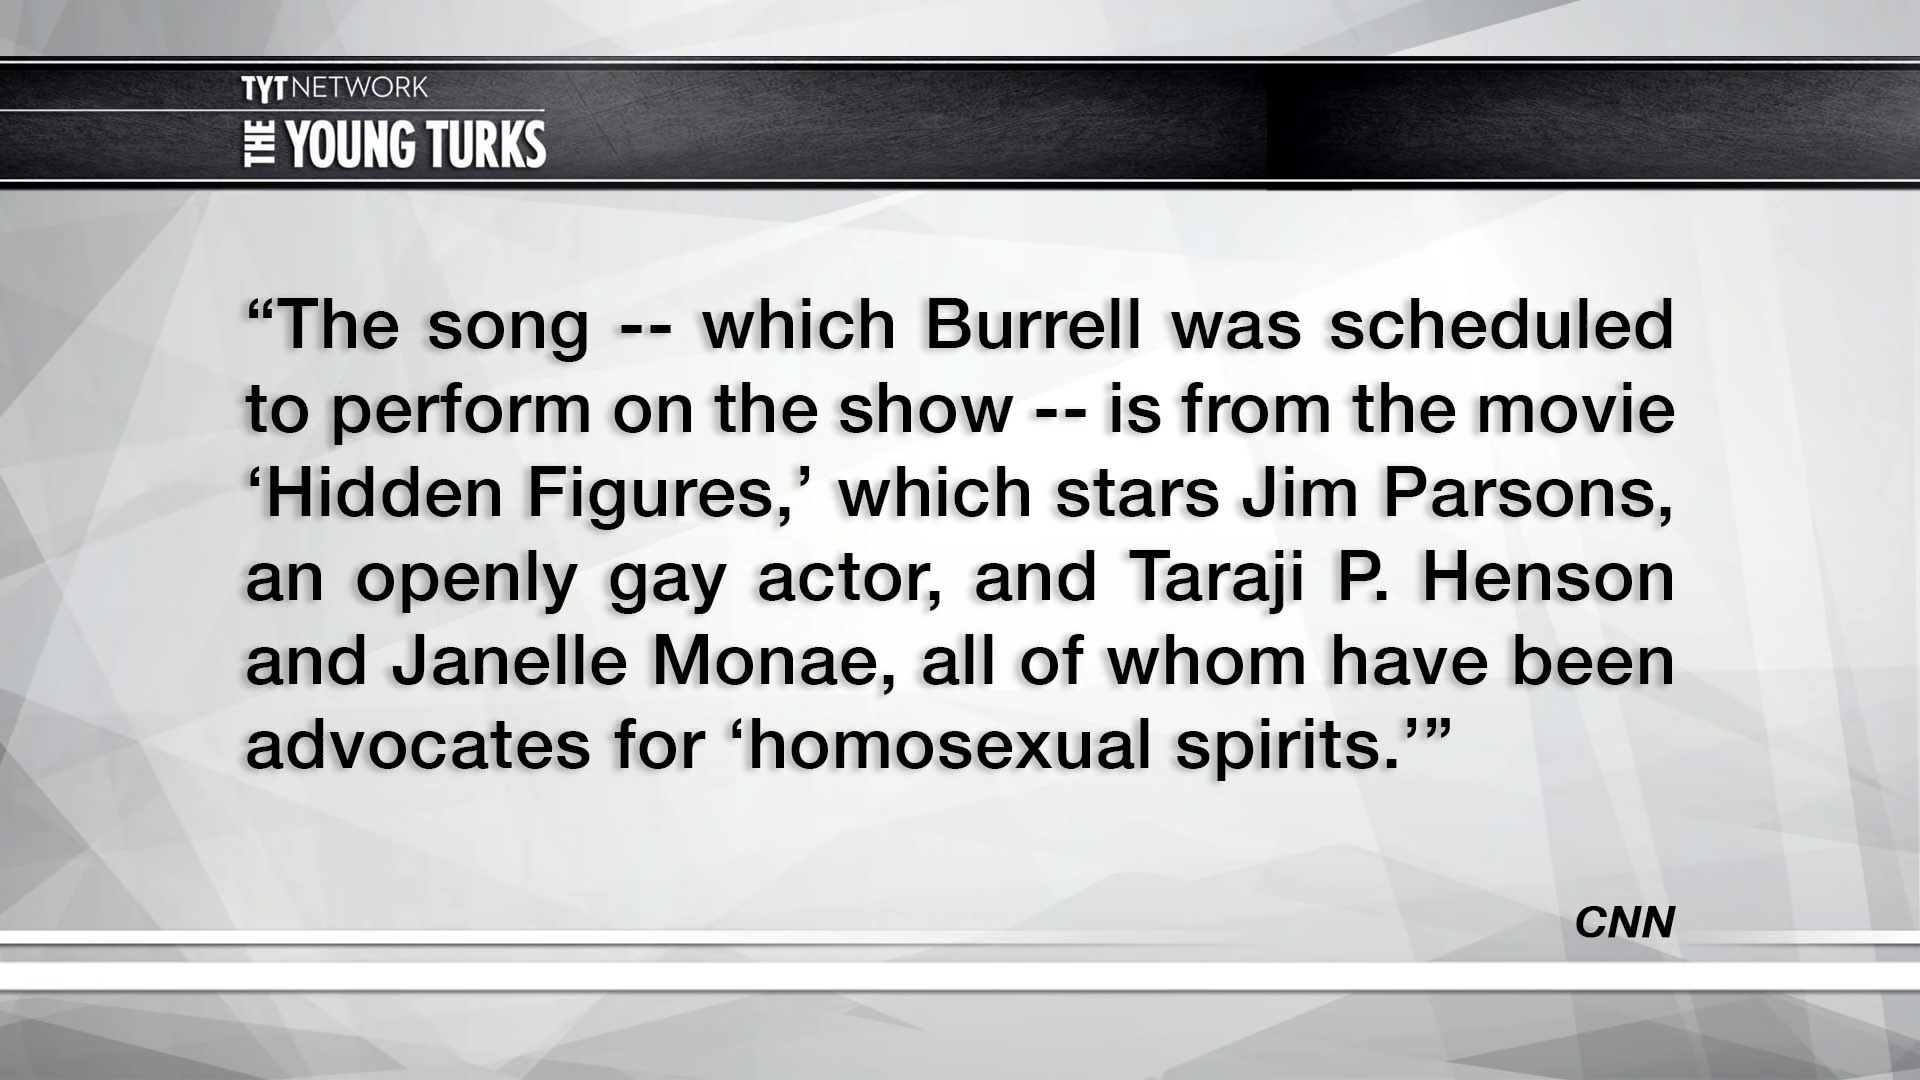 TYT NETWORK
THE YOUNG TURKS
“The song -- which Burrell was scheduled
to perform on the show -- is from the movie
‘Hidden Figures,’ which stars Jim Parsons,
an openly gay actor, and Taraji P. Henson
and Janelle Monae, all of whom have been
advocates for ‘homosexual spirits.’”
CNN